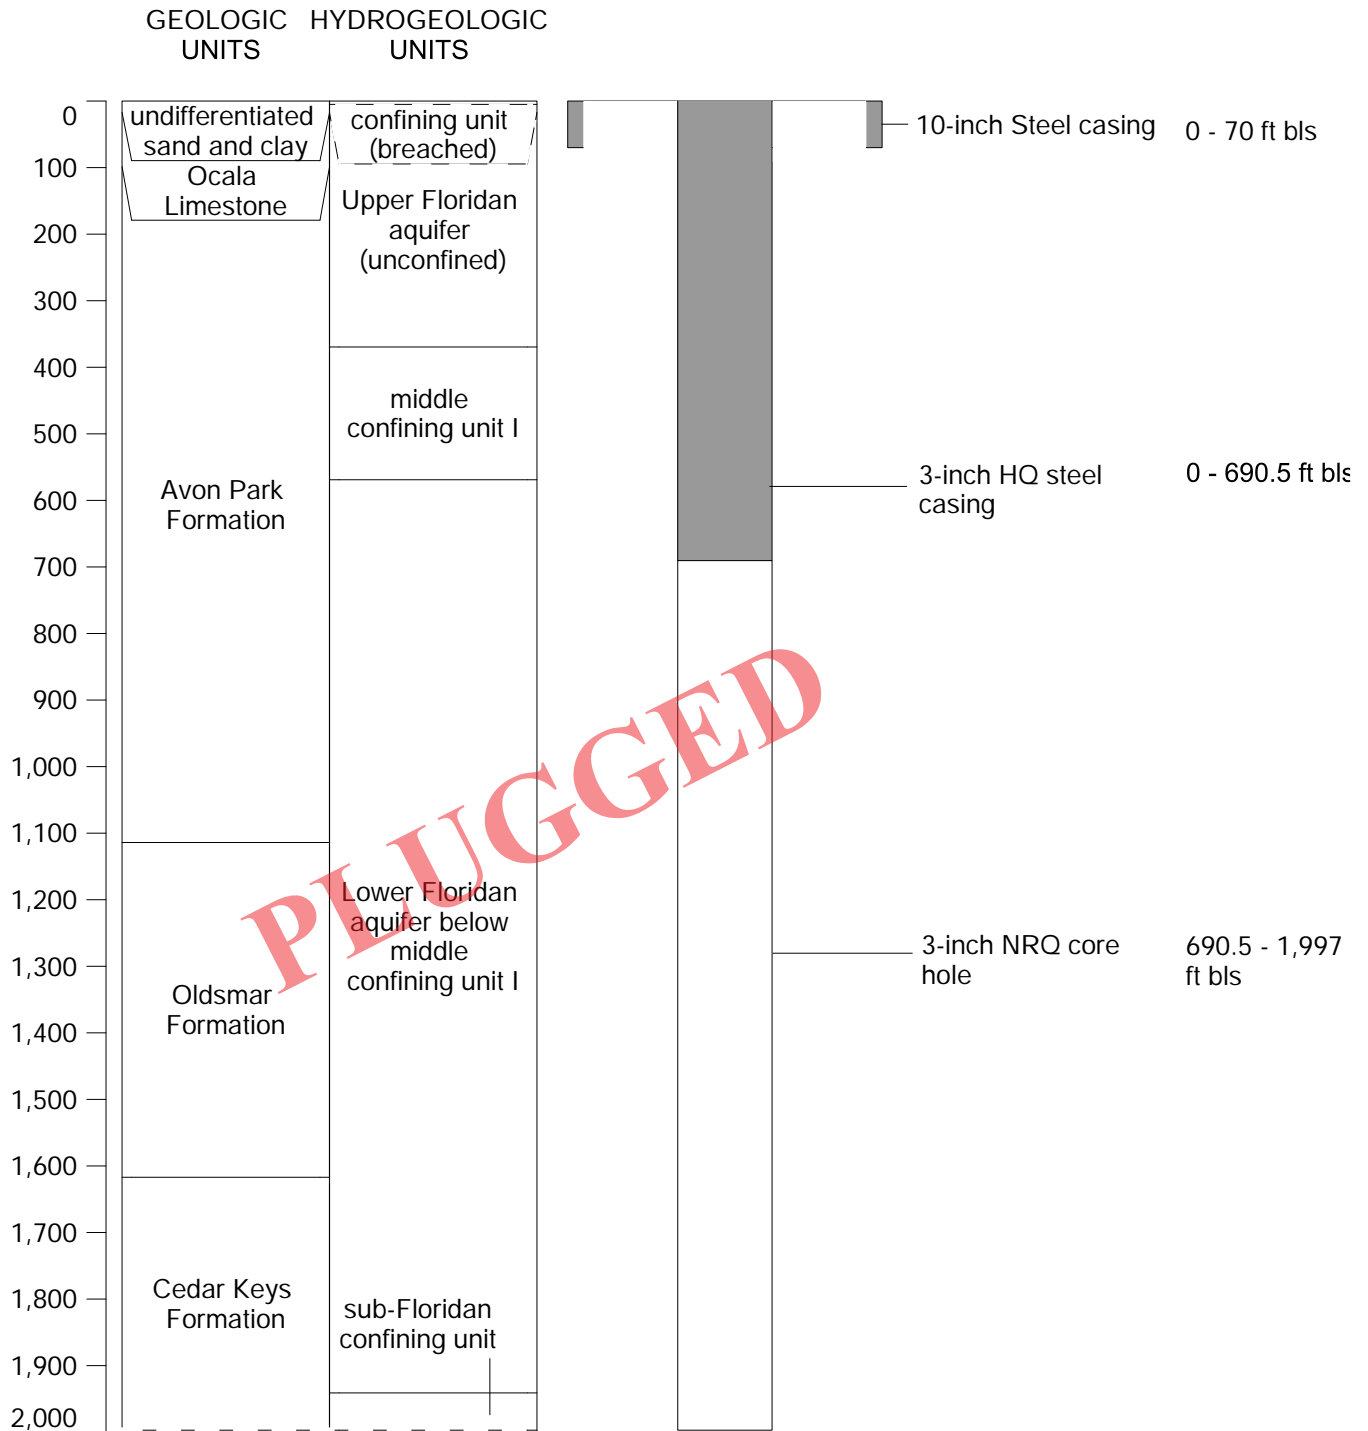 GEOLOGIC
UNITS
HYDROGEOLOGIC
UNITS
0
100
200
300
400
500
600
700
800
900
1,000
1,100
1,200
1,300
1,400
1,500
1,600
1,700
1,800
1,900
2,000
undifferentiated
sand and clay
Ocala
Limestone
Avon Park
Formation
Oldsmar
Formation
Cedar Keys
Formation
confining unit
(breached)
Upper Floridan
aquifer
(unconfined)
middle
confining unit I
Lower Floridan
aquifer below
middle
confining unit I
sub-Floridan
confining unit
10-inch Steel casing
0 - 70 ft bls
3-inch HQ steel
casing
0 - 690.5 ft bls
3-inch NRQ core
hole
690.5 - 1,997
ft bls
PLUGGED